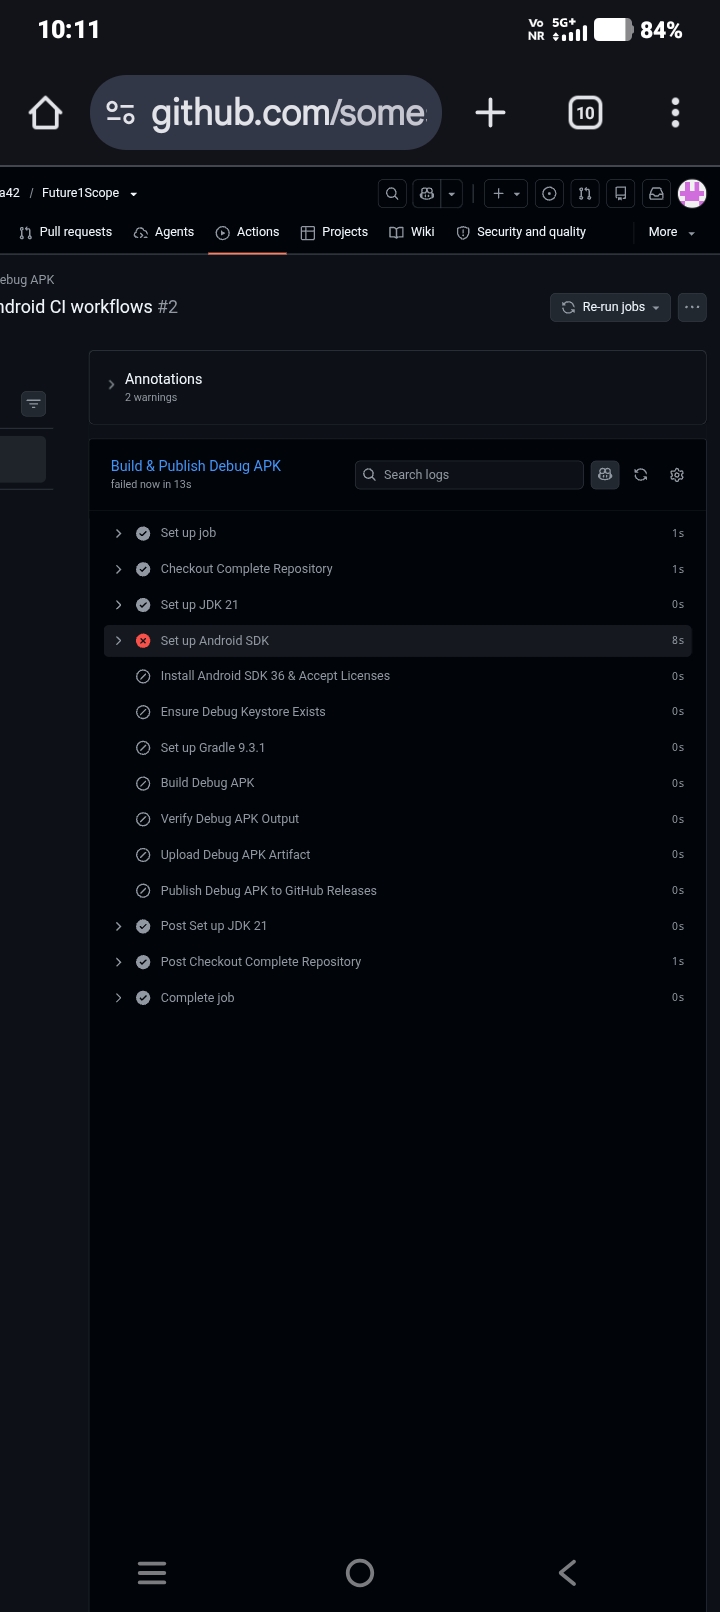 10:11
Vo NR 5G+ 84%
github.com/some
10
a42 / Future1Scope
Pull requests Agents Actions Projects Wiki Security and quality More
ebug APK
ndroid CI workflows #2
Re-run jobs
Annotations
2 warnings
Build & Publish Debug APK
failed now in 13s
Search logs
Set up job 1s
Checkout Complete Repository 1s
Set up JDK 21 0s
Set up Android SDK 8s
Install Android SDK 36 & Accept Licenses 0s
Ensure Debug Keystore Exists 0s
Set up Gradle 9.3.1 0s
Build Debug APK 0s
Verify Debug APK Output 0s
Upload Debug APK Artifact 0s
Publish Debug APK to GitHub Releases 0s
Post Set up JDK 21 0s
Post Checkout Complete Repository 1s
Complete job 0s